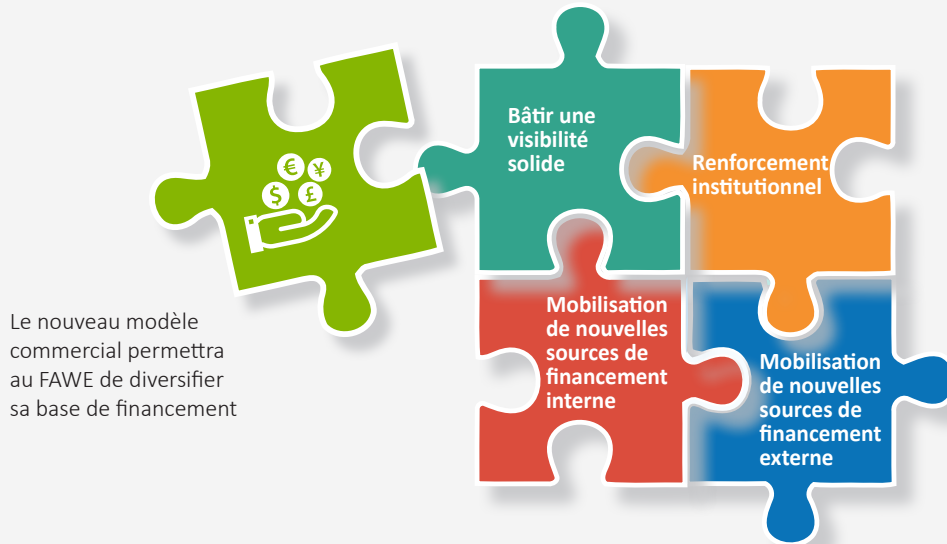 € ¥
$ £
Bâtir une
visibilité
solide
Renforcement
institutionnel
Mobilisation
de nouvelles
sources de
financement
interne
Mobilisation
de nouvelles
sources de
financement
externe
Le nouveau modèle
commercial permettra
au FAWE de diversifier
sa base de financement